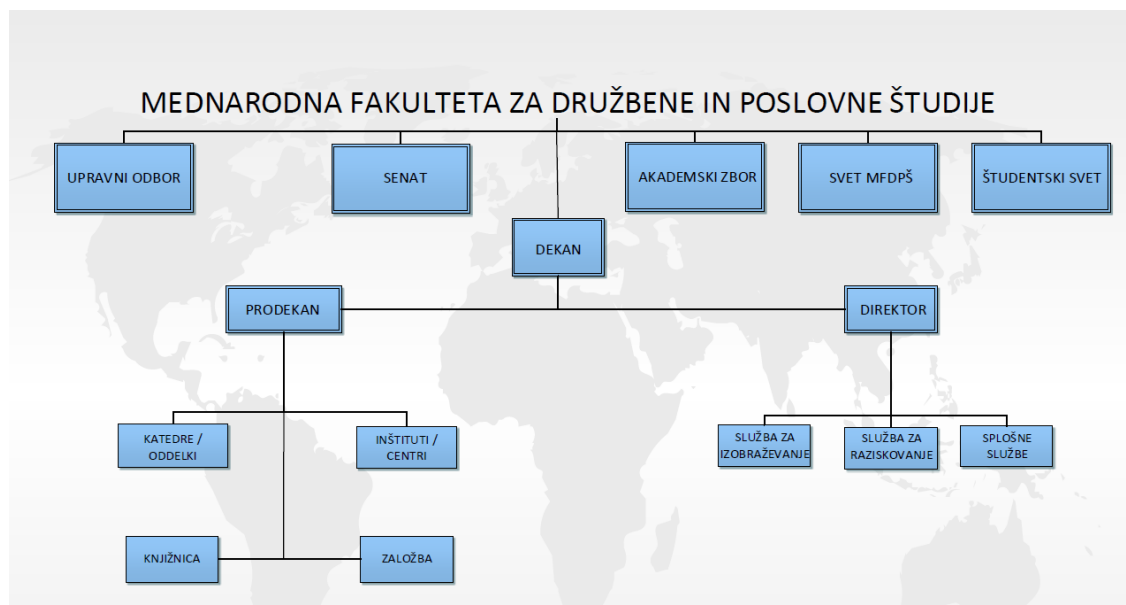 MEDNARODNA FAKULTETA ZA DRUŽBENE IN POSLOVNE ŠTUDIJE
UPRAVNI ODBOR
SENAT
AKADEMSKI ZBOR
SVET MFDPŠ
ŠTUDENTSKI SVET
DEKAN
PRODEKAN
DIREKTOR
KATEDRE /
ODDELKI
INŠTITUTI /
CENTRI
SLUŽBA ZA
IZOBRAŽEVANJE
SLUŽBA ZA
RAZISKOVANJE
SPLOŠNE
SLUŽBE
KNJIŽNICA
ZALOŽBA